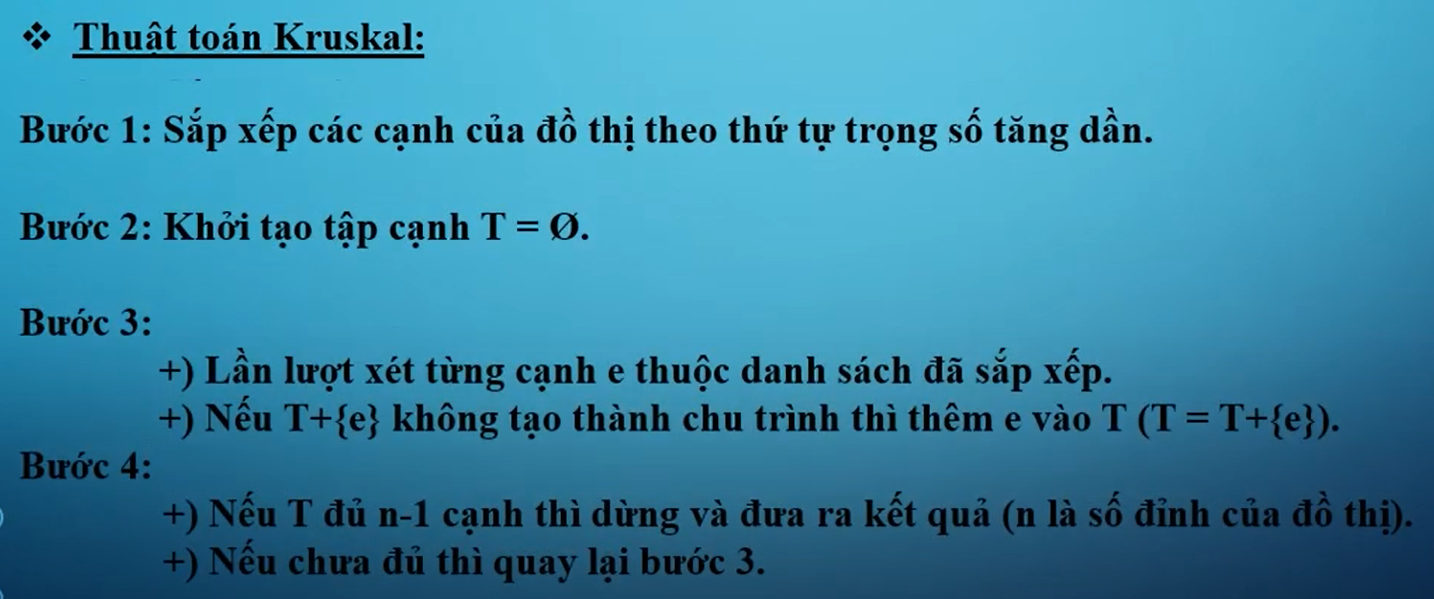 ❖ Thuật toán Kruskal:
Bước 1: Sắp xếp các cạnh của đồ thị theo thứ tự trọng số tăng dần.
Bước 2: Khởi tạo tập cạnh T = Ø.
Bước 3:
+) Lần lượt xét từng cạnh e thuộc danh sách đã sắp xếp.
+) Nếu T+{e} không tạo thành chu trình thì thêm e vào T (T = T+{e}).
Bước 4:
+) Nếu T đủ n-1 cạnh thì dừng và đưa ra kết quả (n là số đỉnh của đồ thị).
+) Nếu chưa đủ thì quay lại bước 3.